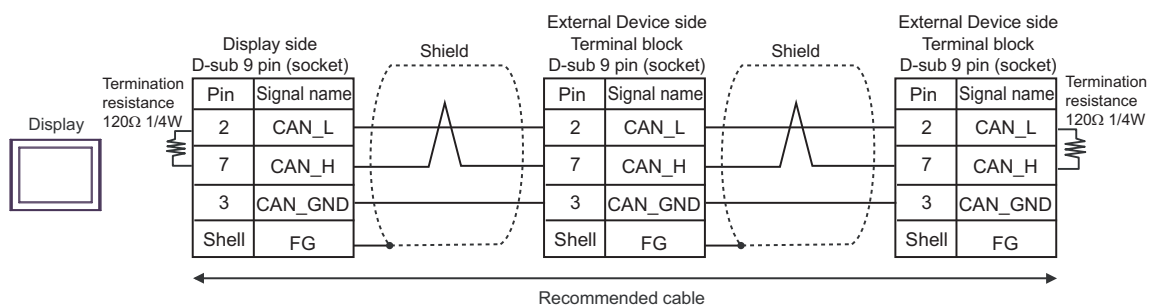 Display
Termination
resistance
120Ω 1/4W
Display side
D-sub 9 pin (socket)
Pin Signal name
2 CAN_L
7 CAN_H
3 CAN_GND
Shell FG
Shield
External Device side
Terminal block
D-sub 9 pin (socket)
Pin Signal name
2 CAN_L
7 CAN_H
3 CAN_GND
Shell FG
Shield
External Device side
Terminal block
D-sub 9 pin (socket)
Pin Signal name
2 CAN_L
7 CAN_H
3 CAN_GND
Shell FG
Termination
resistance
120Ω 1/4W
Recommended cable